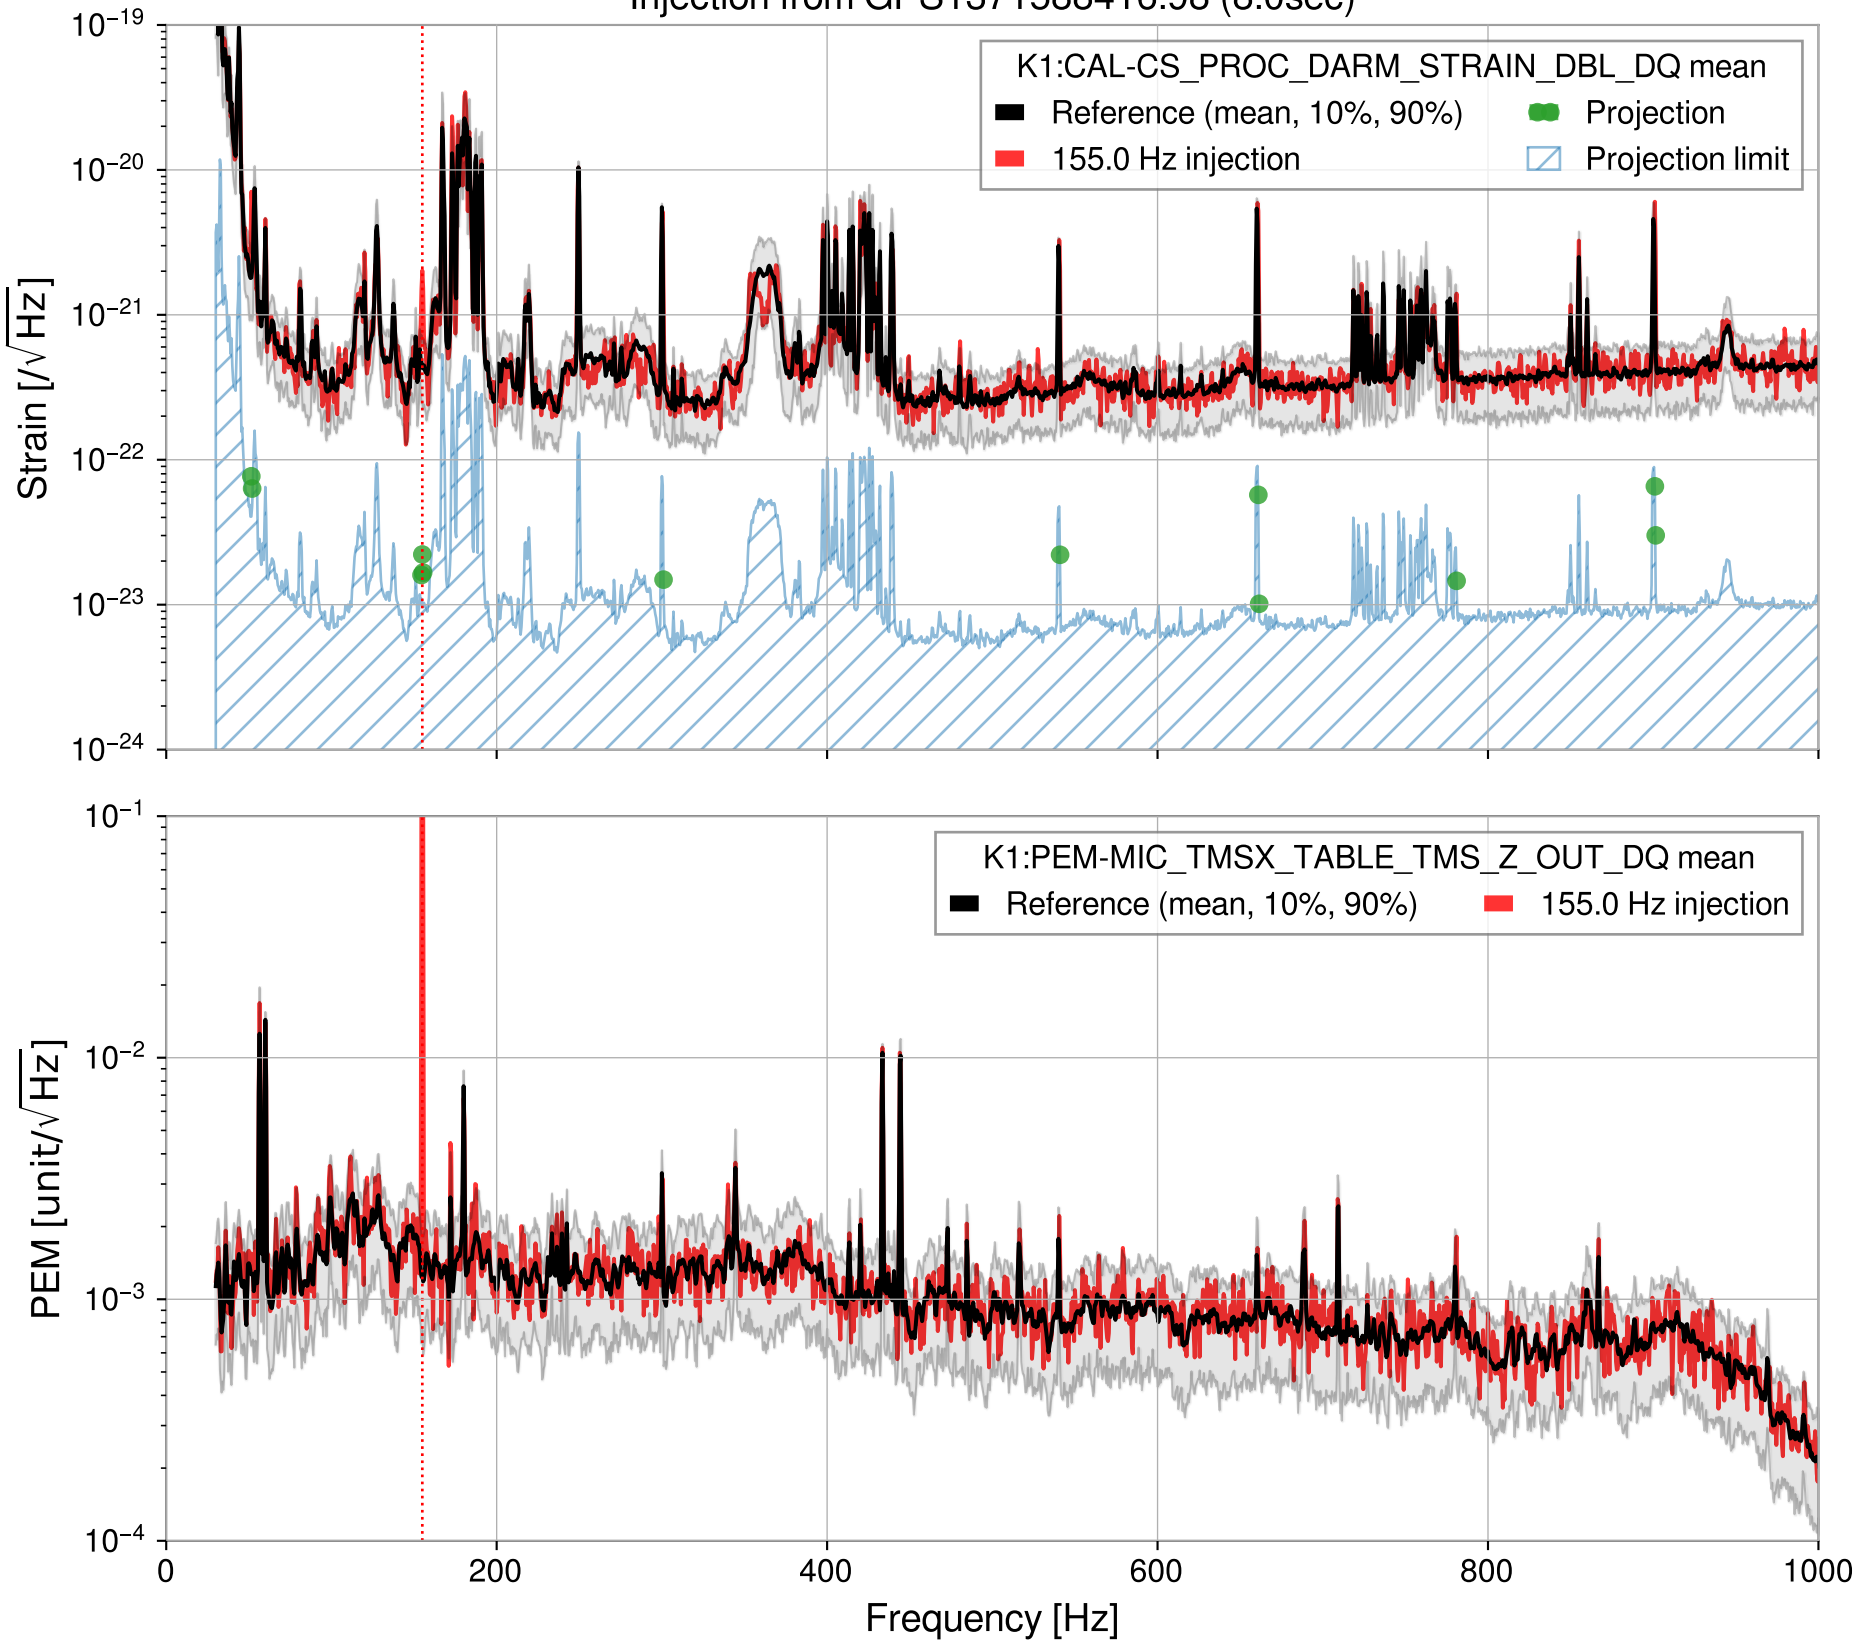 10⁻¹⁹
K1:CAL-CS_PROC_DARM_STRAIN_DBL_DQ mean
Reference (mean, 10%, 90%)
Projection
155.0 Hz injection
Projection limit
10⁻²⁰
10⁻²¹
10⁻²²
10⁻²³
10⁻²⁴
Strain [/√Hz]
10⁻¹
K1:PEM-MIC_TMSX_TABLE_TMS_Z_OUT_DQ mean
Reference (mean, 10%, 90%)
155.0 Hz injection
10⁻²
10⁻³
10⁻⁴
PEM [unit/√Hz]
0 200 400 600 800 1000
Frequency [Hz]